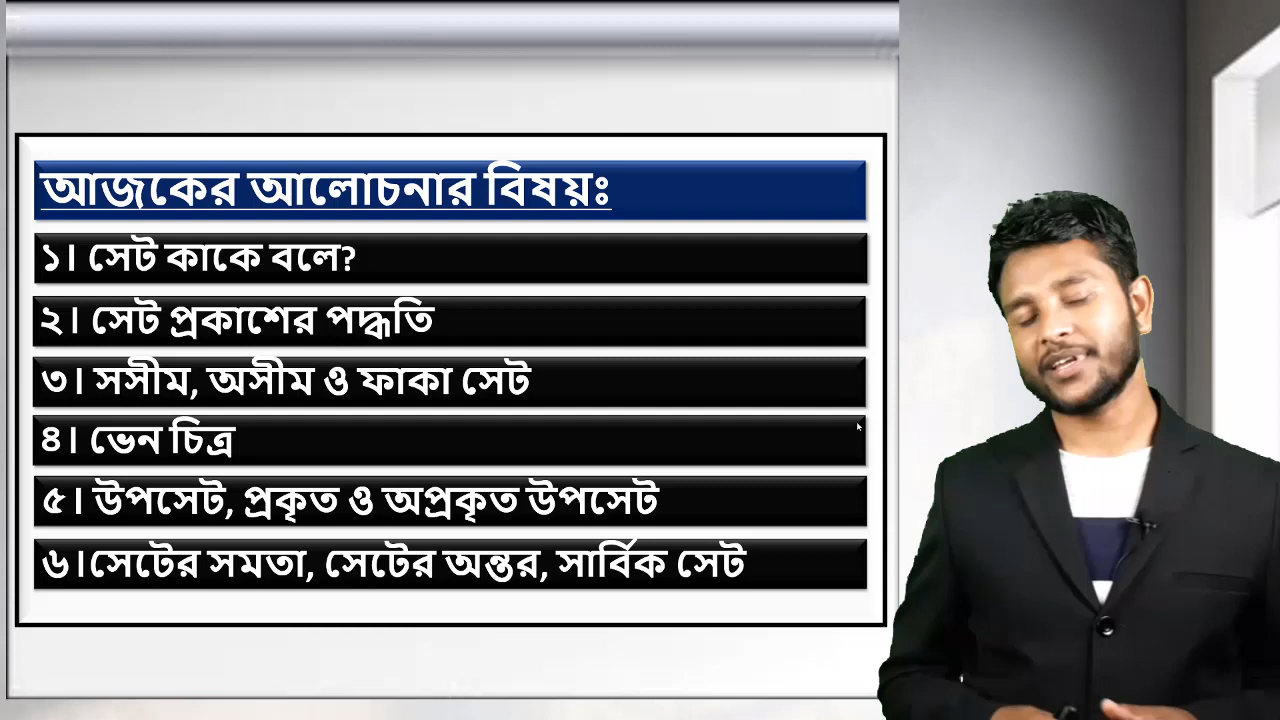 আজকের আলোচনার বিষয়ঃ
১। সেট কাকে বলে?
২। সেট প্রকাশের পদ্ধতি
৩। সসীম, অসীম ও ফাকা সেট
৪। ভেন চিত্র
৫। উপসেট, প্রকৃত ও অপ্রকৃত উপসেট
৬।সেটের সমতা, সেটের অন্তর, সার্বিক সেট